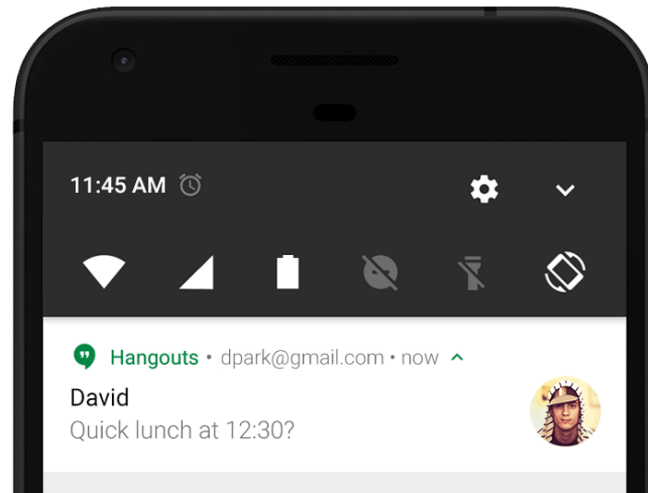 11:45 AM
Hangouts • dpark@gmail.com • now
David
Quick lunch at 12:30?